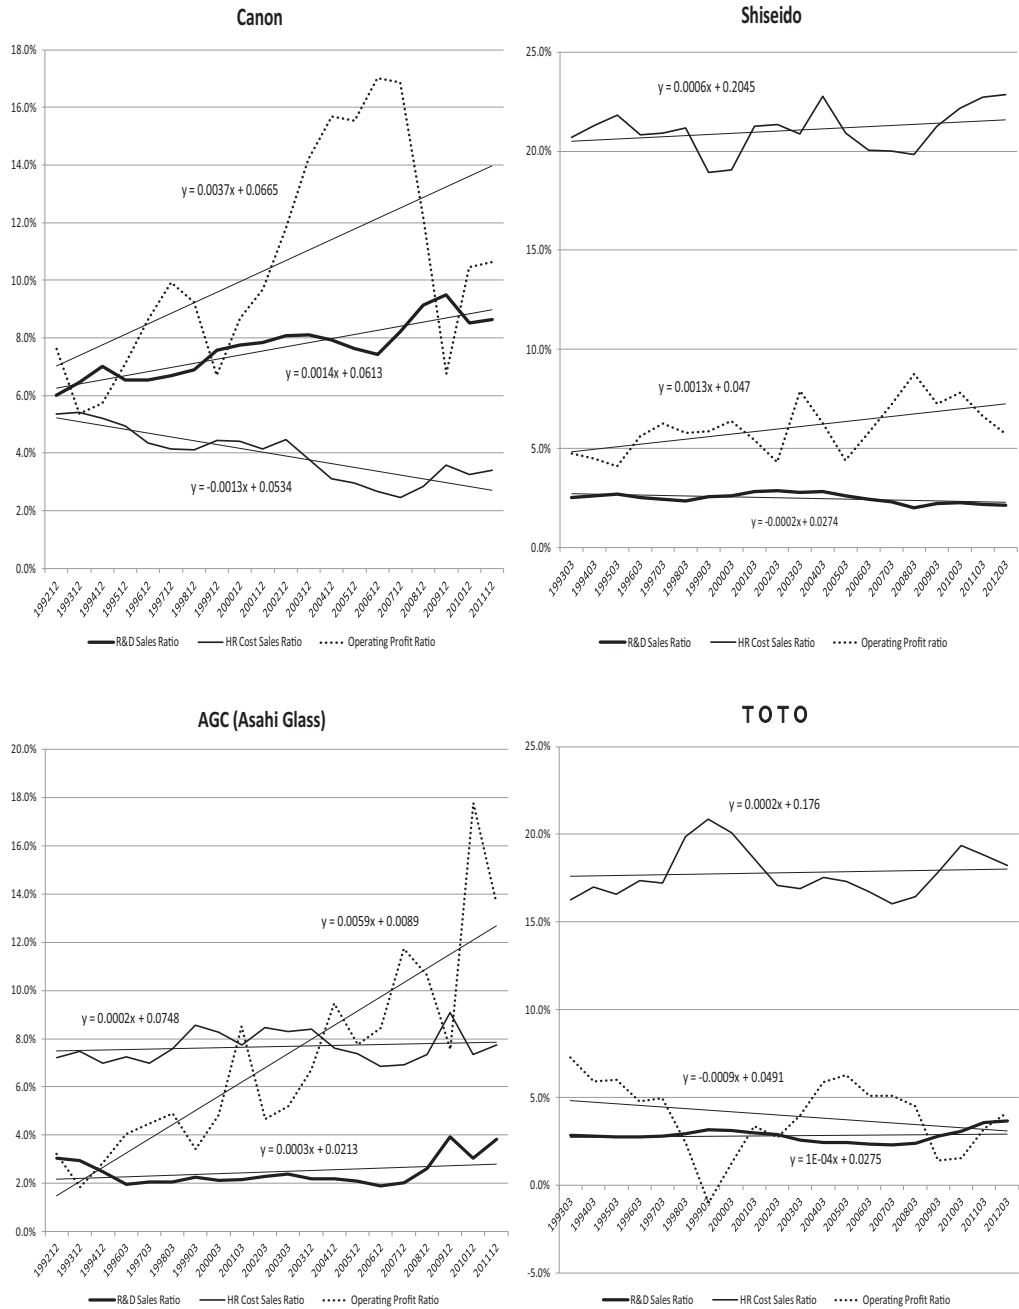 Canon
18.0%
16.0%
14.0%
12.0%
10.0%
8.0%
6.0%
4.0%
2.0%
0.0%
y = 0.0037x + 0.0665
y = 0.0014x + 0.0613
y = -0.0013x + 0.0534
199212 199312 199412 199512 199612 199712 199812 199912 200012 200112 200212 200312 200412 200512 200612 200712 200812 200912 201012 201112
R&D Sales Ratio HR Cost Sales Ratio Operating Profit Ratio
Shiseido
25.0%
20.0%
15.0%
10.0%
5.0%
0.0%
y = 0.0006x + 0.2045
y = 0.0013x + 0.047
y = -0.0002x + 0.0274
199303 199403 199503 199603 199703 199803 199903 200003 200103 200203 200303 200403 200503 200603 200703 200803 200903 201003 201103 201203
R&D Sales Ratio HR Cost Sales Ratio Operating Profit ratio
AGC (Asahi Glass)
20.0%
18.0%
16.0%
14.0%
12.0%
10.0%
8.0%
6.0%
4.0%
2.0%
0.0%
y = 0.0059x + 0.0089
y = 0.0002x + 0.0748
y = 0.0003x + 0.0213
199212 199312 199412 199603 199703 199803 199903 200003 200103 200203 200303 200312 200412 200512 200612 200712 200812 200912 201012 201112
R&D Sales Ratio HR Cost Sales Ratio Operating Profit Ratio
T O T O
25.0%
20.0%
15.0%
10.0%
5.0%
0.0%
-5.0%
y = 0.0002x + 0.176
y = -0.0009x + 0.0491
y = 1E-04x + 0.0275
199303 199403 199503 199603 199703 199803 199903 200003 200103 200203 200303 200403 200503 200603 200703 200803 200903 201003 201103 201203
R&D Sales Ratio HR Cost Sales Ratio Operating Profit Ratio